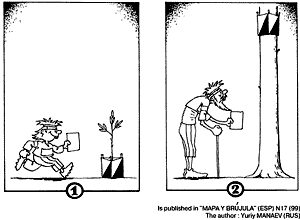 1
2
Is published in "MAPA Y BRÚJULA" (ESP) N17 (99)
The author : Yuriy MANAEV (RUS)